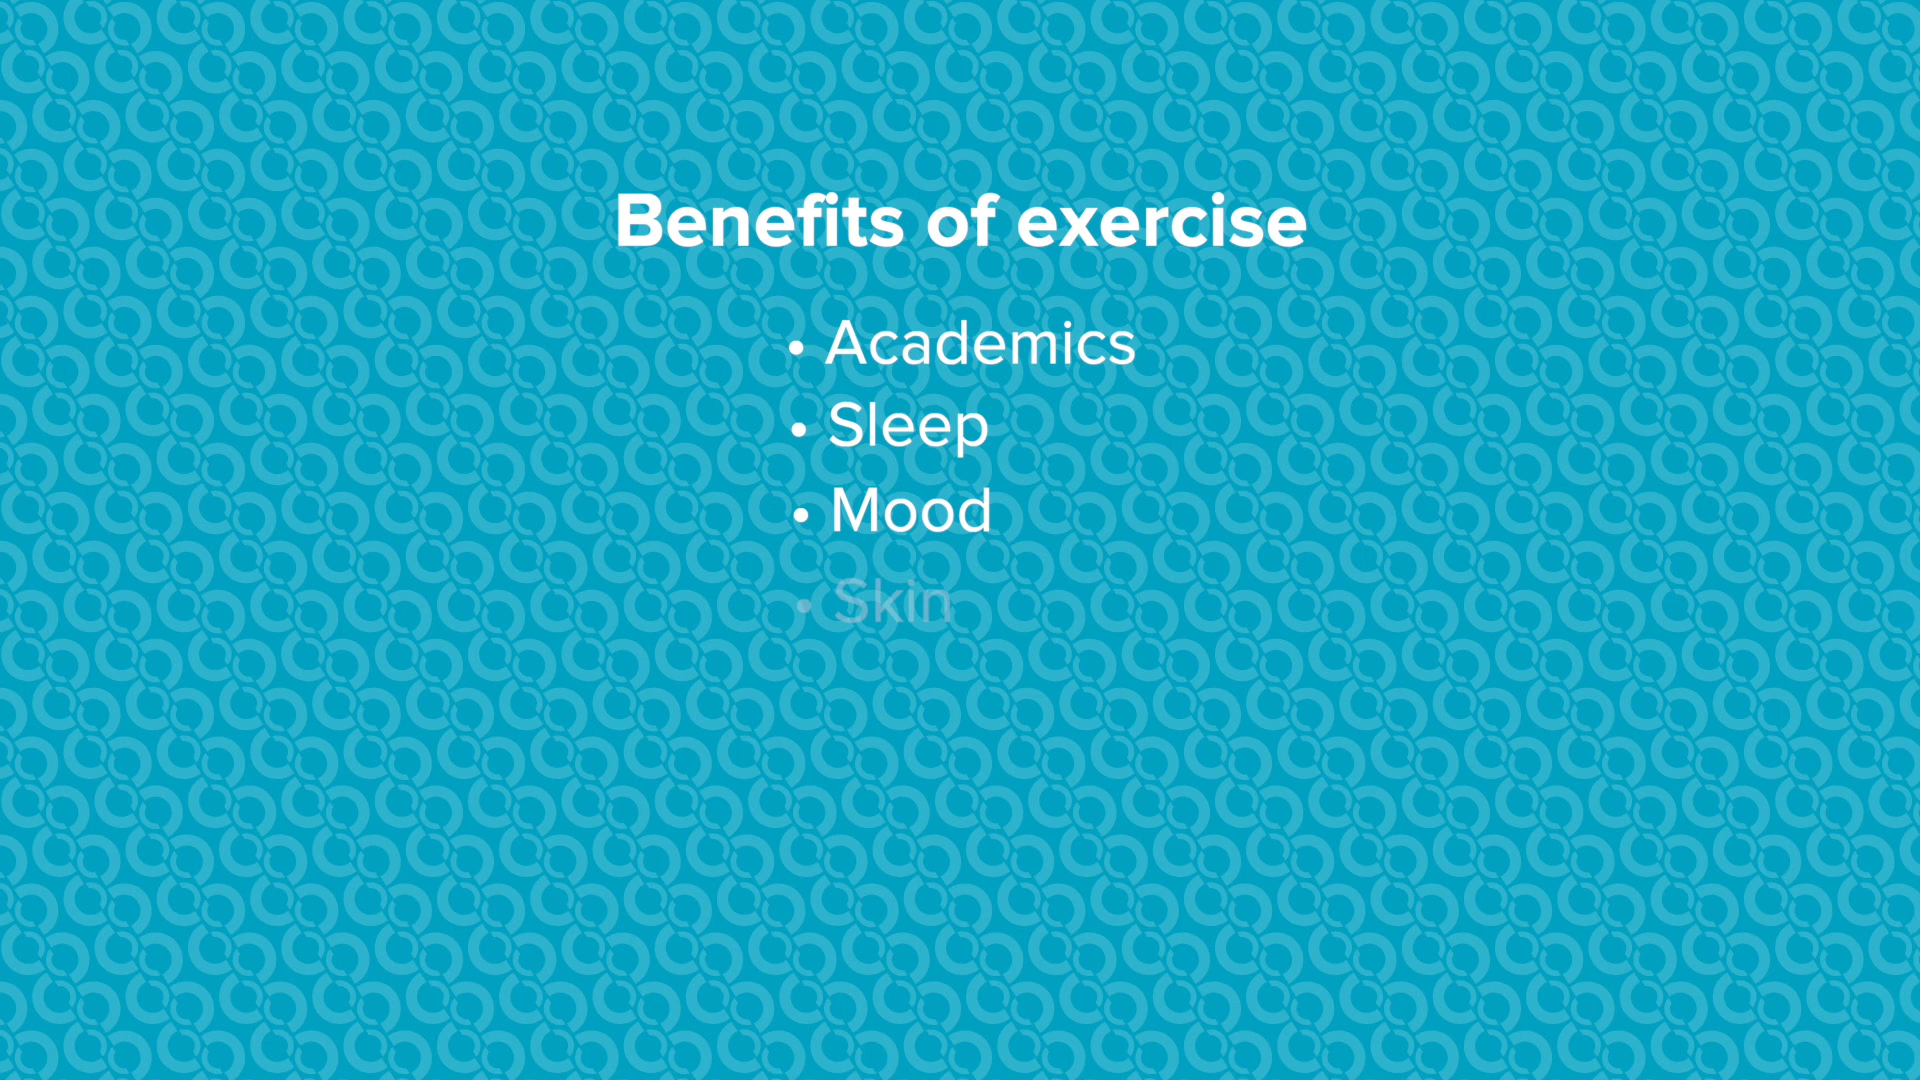 Benefits of exercise
• Academics
• Sleep
• Mood
• Skin